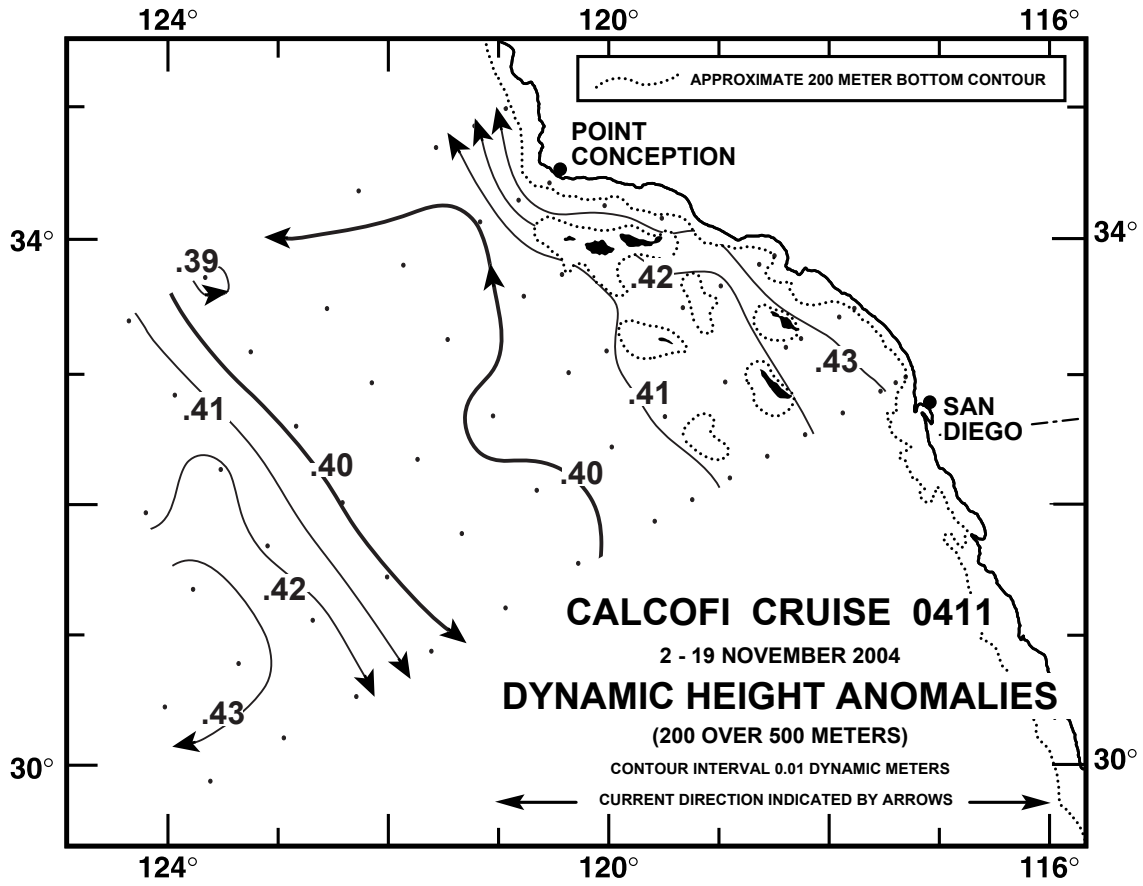 124° 120° 116°
APPROXIMATE 200 METER BOTTOM CONTOUR
POINT
CONCEPTION
34° 34°
.39
.42
.43
.41
.41
SAN
DIEGO
.40
.40
.42
CALCOFI CRUISE 0411
2 - 19 NOVEMBER 2004
DYNAMIC HEIGHT ANOMALIES
.43
(200 OVER 500 METERS)
30° 30°
CONTOUR INTERVAL 0.01 DYNAMIC METERS
CURRENT DIRECTION INDICATED BY ARROWS
124° 120° 116°